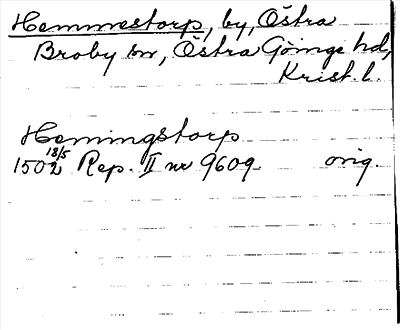 Hemmestorp, by, Östra
Broby sn, Östra Göinge hd,
Krist. l.
Hemingstorp
1502 18/5 Rep. II nr 9609 orig.